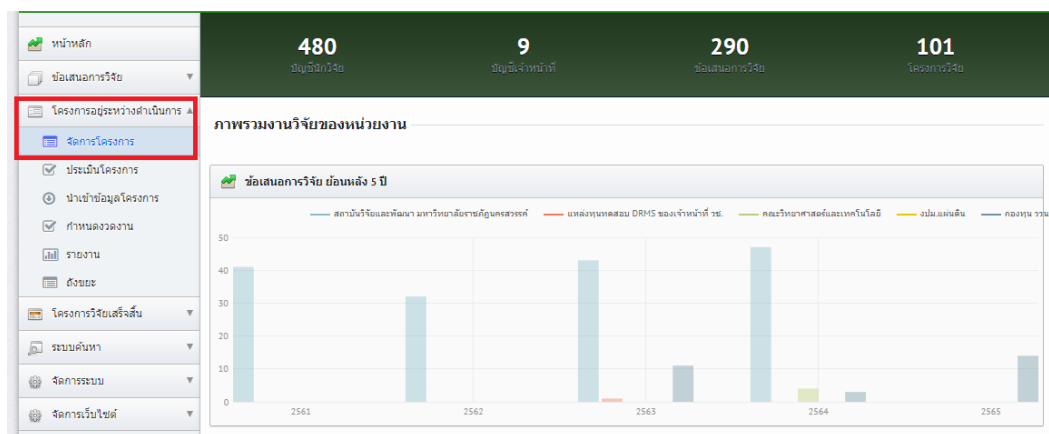 หน้าหลัก
ข้อเสนอการวิจัย
โครงการอยู่ระหว่างดำเนินการ
จัดการโครงการ
ประเมินโครงการ
นำเข้าข้อมูลโครงการ
กำหนดงวดงาน
รายงาน
ถังขยะ
โครงการวิจัยเสร็จสิ้น
ระบบค้นหา
จัดการระบบ
จัดการเว็บไซต์
480 9 290 101
บัญชีนักวิจัย บัญชีเจ้าหน้าที่ ข้อเสนอการวิจัย โครงการวิจัย
ภาพรวมงานวิจัยของหน่วยงาน
ข้อเสนอการวิจัย ย้อนหลัง 5 ปี
สถาบันวิจัยและพัฒนา มหาวิทยาลัยราชภัฏนครสวรรค์ แหล่งทุนทดสอบ DRMS ของเจ้าหน้าที่ วช. คณะวิทยาศาสตร์และเทคโนโลยี งปม.แผ่นดิน กองทุน ววน
50
40
30
20
10
0
2561 2562 2563 2564 2565